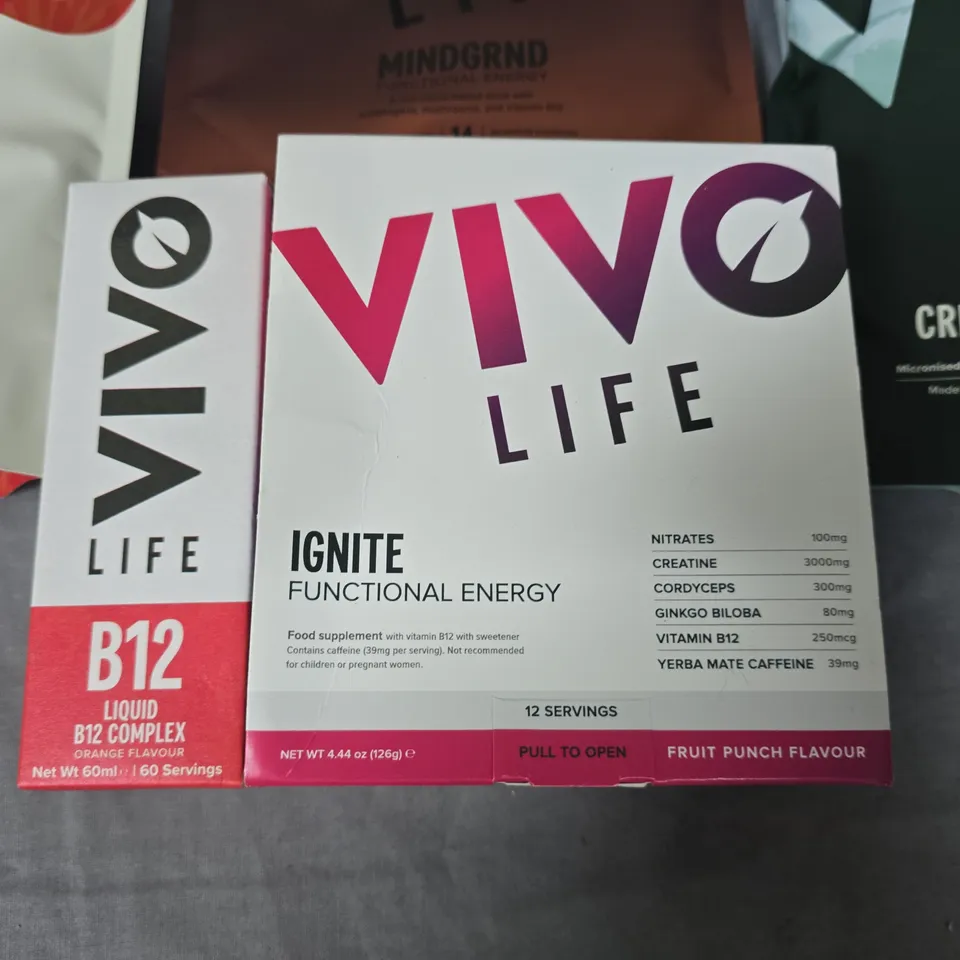 MINDGRND
FUNCTIONAL ENERGY
14
VIVO
LIFE
B12
LIQUID
B12 COMPLEX
ORANGE FLAVOUR
Net Wt 60ml e | 60 Servings
VIVO
LIFE
IGNITE
FUNCTIONAL ENERGY
Food supplement with vitamin B12 with sweetener
Contains caffeine (39mg per serving). Not recommended
for children or pregnant women.
NITRATES 100mg
CREATINE 3000mg
CORDYCEPS 300mg
GINKGO BILOBA 80mg
VITAMIN B12 250mcg
YERBA MATE CAFFEINE 39mg
12 SERVINGS
NET WT 4.44 oz (126g) e
PULL TO OPEN
FRUIT PUNCH FLAVOUR
CR
Micronised
Made